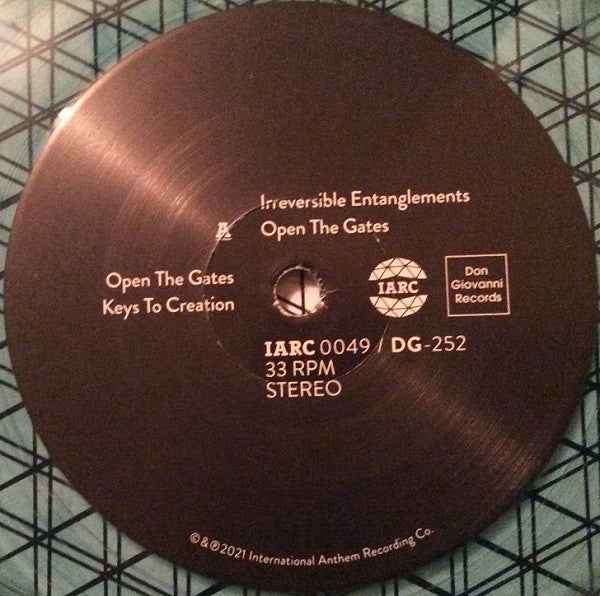 Irreversible Entanglements
A
Open The Gates
Open The Gates
Keys To Creation
IARC
Don
Giovanni
Records
IARC 0049 / DG-252
33 RPM
STEREO
©&℗2021 International Anthem Recording Co.